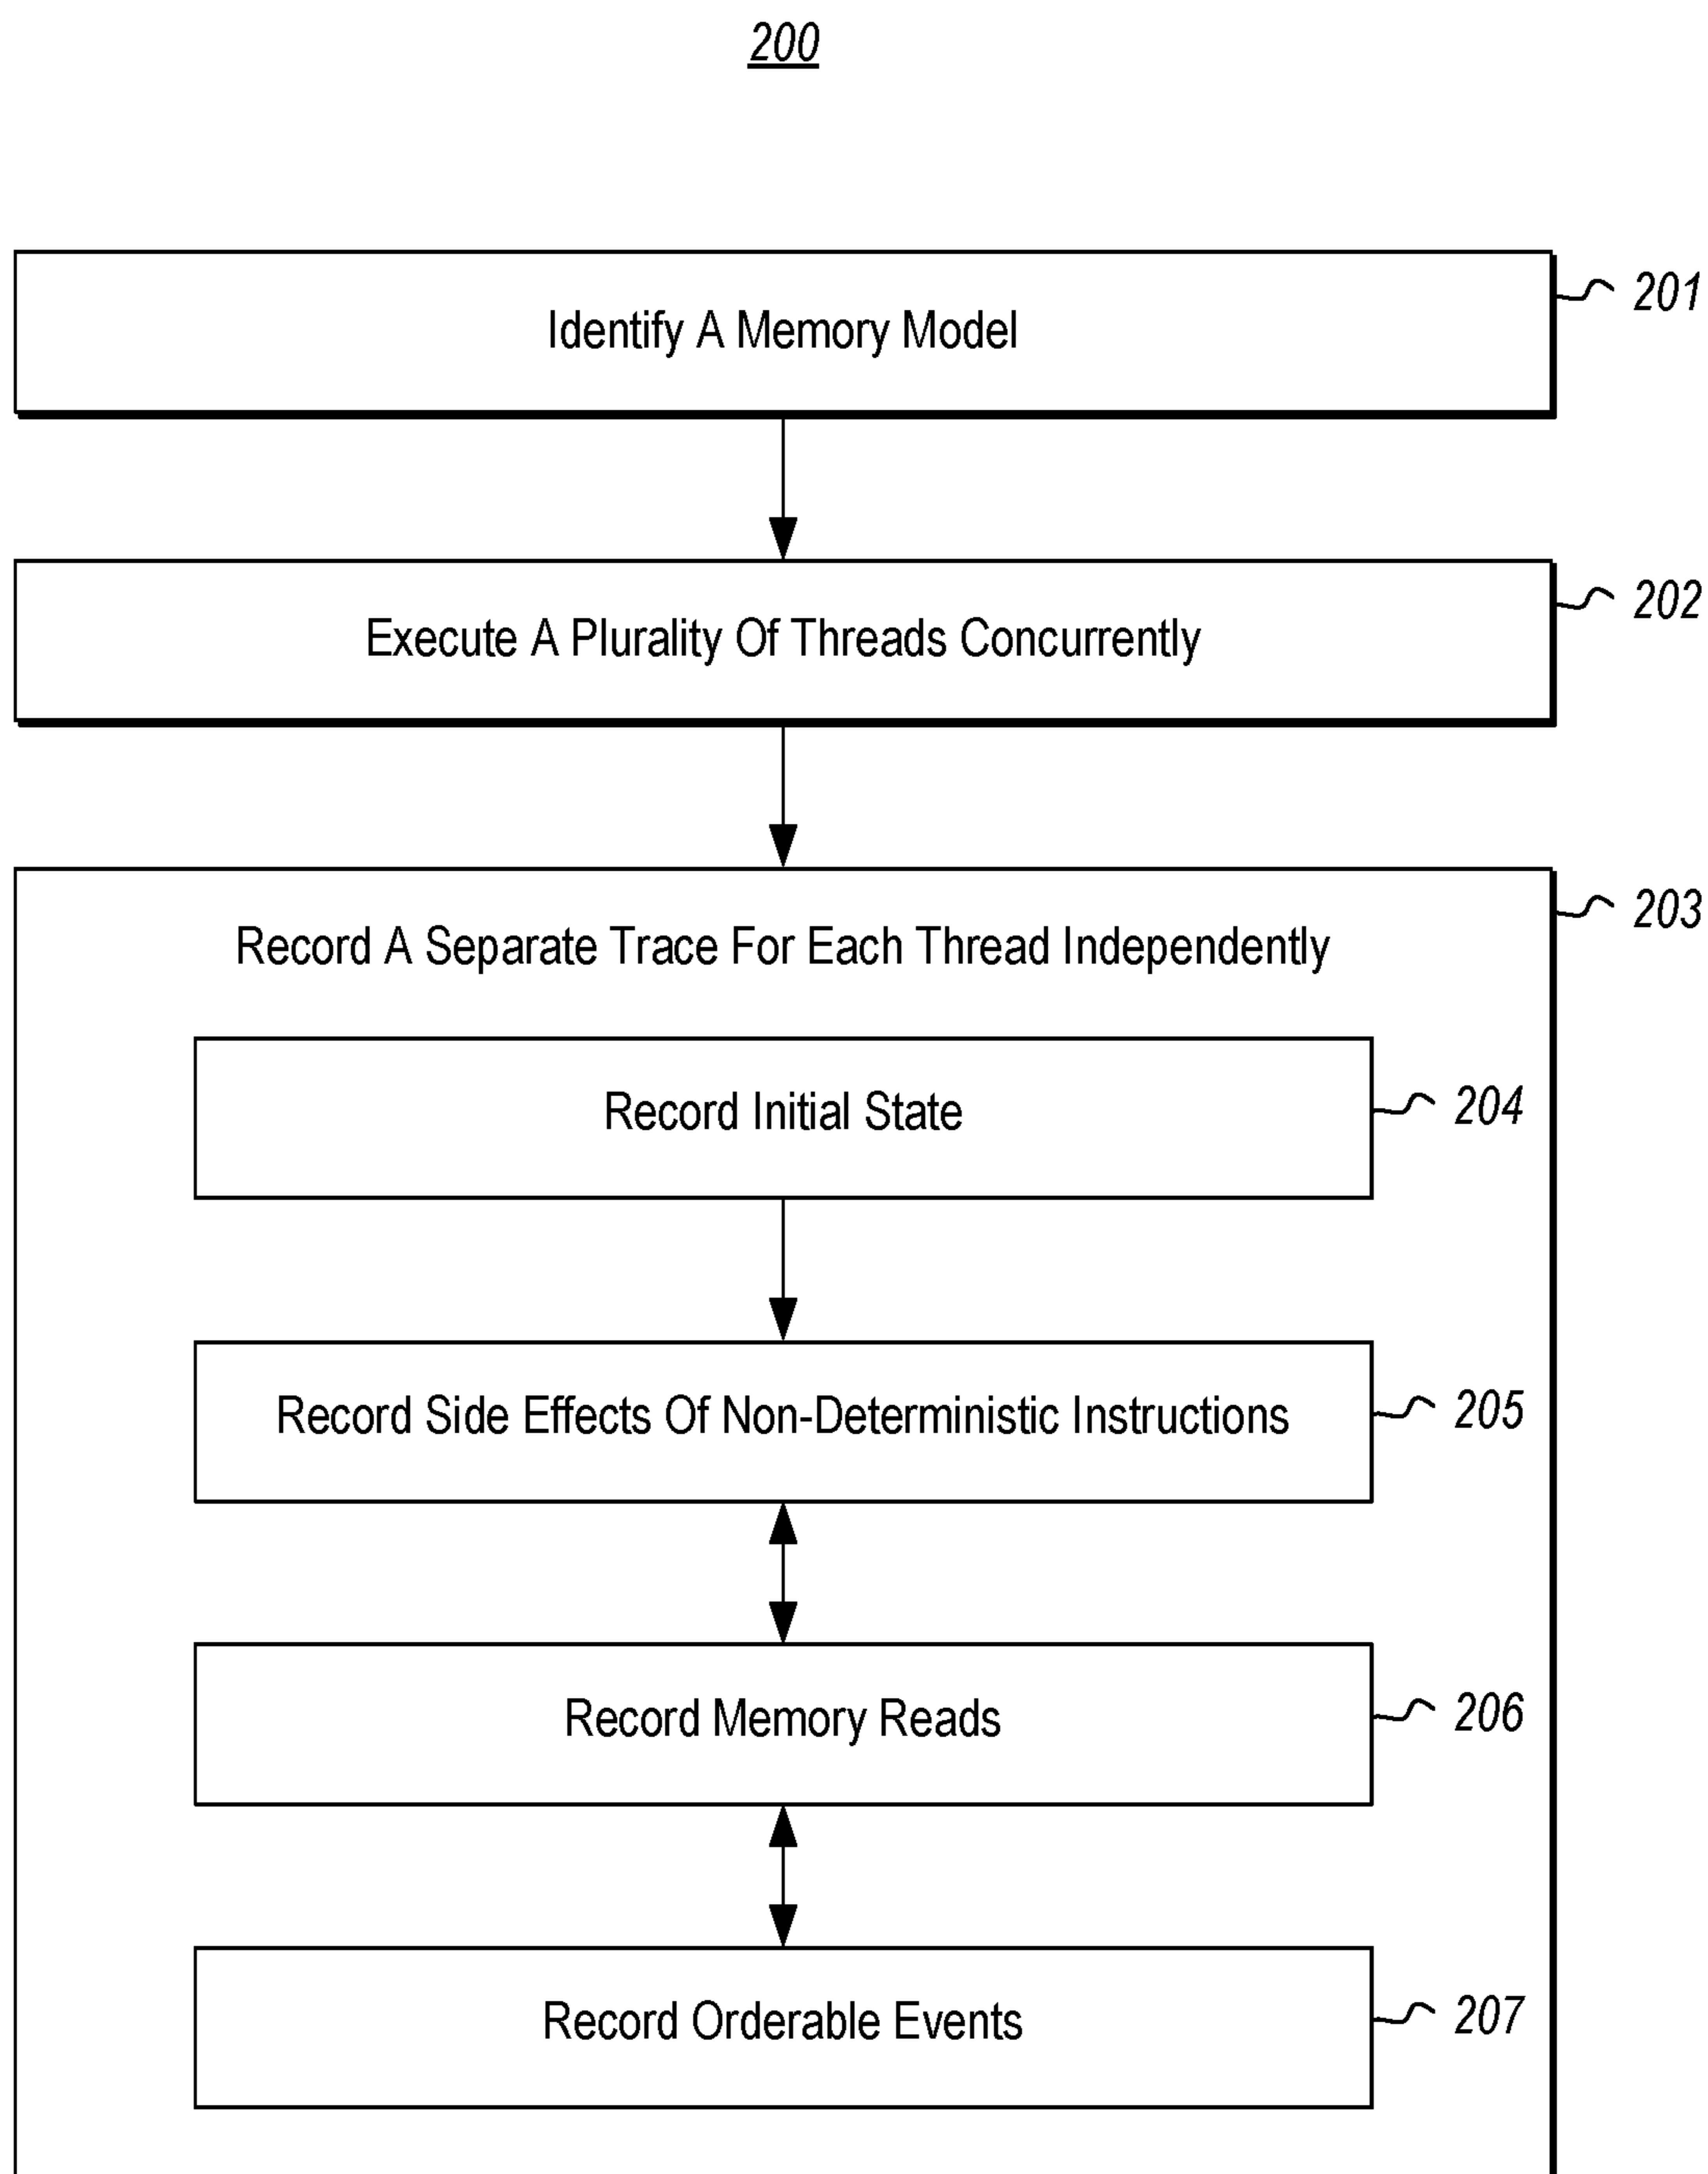 200
Identify A Memory Model
201
Execute A Plurality Of Threads Concurrently
202
203
Record A Separate Trace For Each Thread Independently
Record Initial State
204
Record Side Effects Of Non-Deterministic Instructions
205
Record Memory Reads
206
Record Orderable Events
207